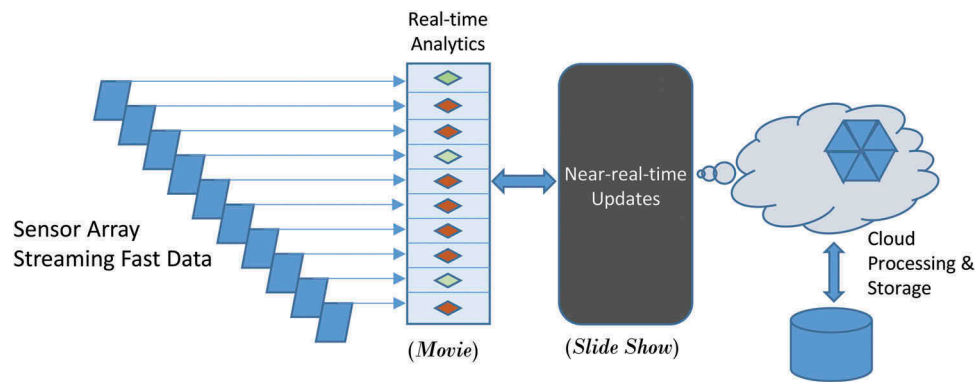 Real-time
Analytics
Sensor Array
Streaming Fast Data
Near-real-time
Updates
Cloud
Processing &
Storage
(Movie)
(Slide Show)